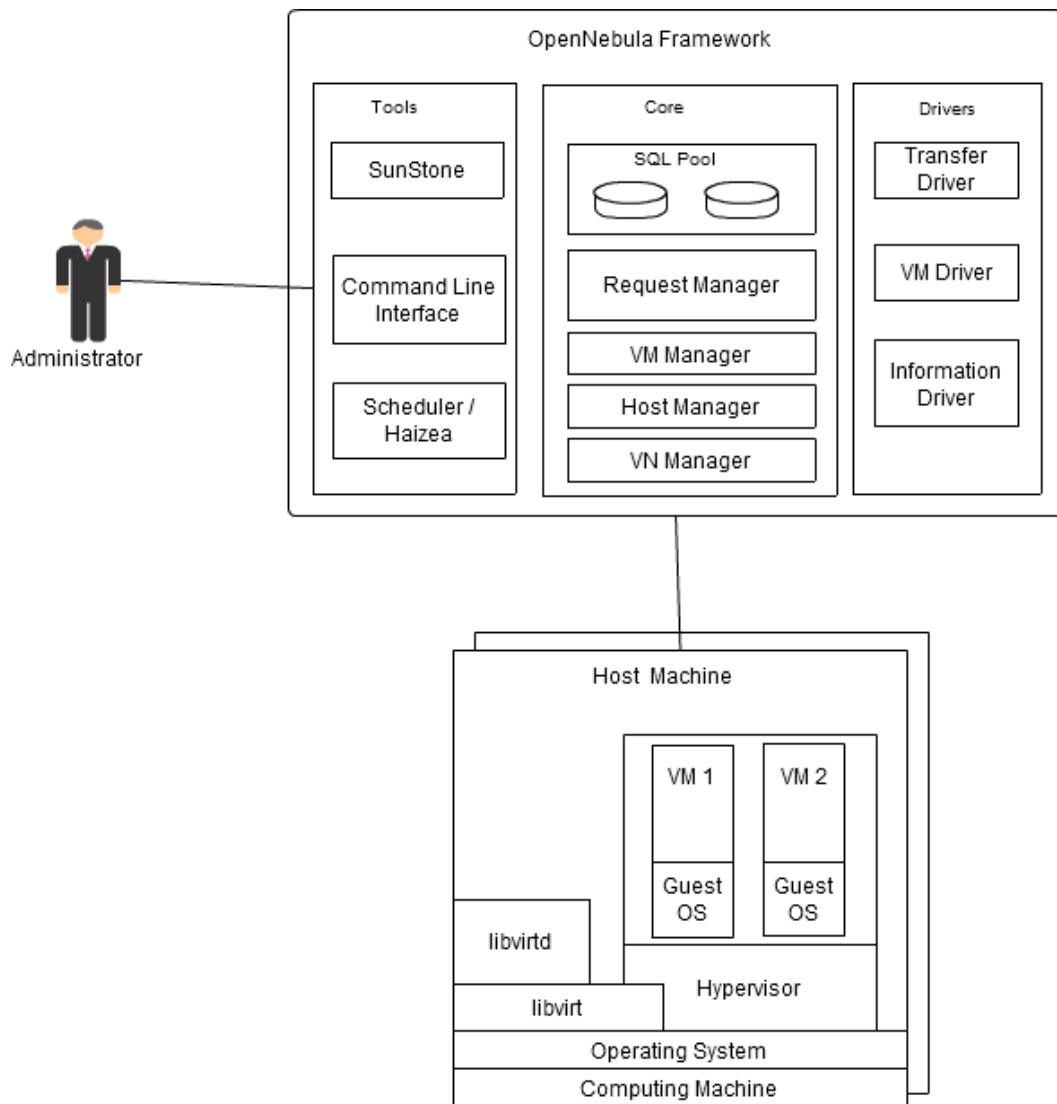 OpenNebula Framework
Tools
SunStone
Command Line
Interface
Scheduler /
Haizea
Core
SQL Pool
Request Manager
VM Manager
Host Manager
VN Manager
Drivers
Transfer
Driver
VM Driver
Information
Driver
Administrator
Host Machine
VM 1
VM 2
Guest
OS
Guest
OS
libvirtd
libvirt
Hypervisor
Operating System
Computing Machine